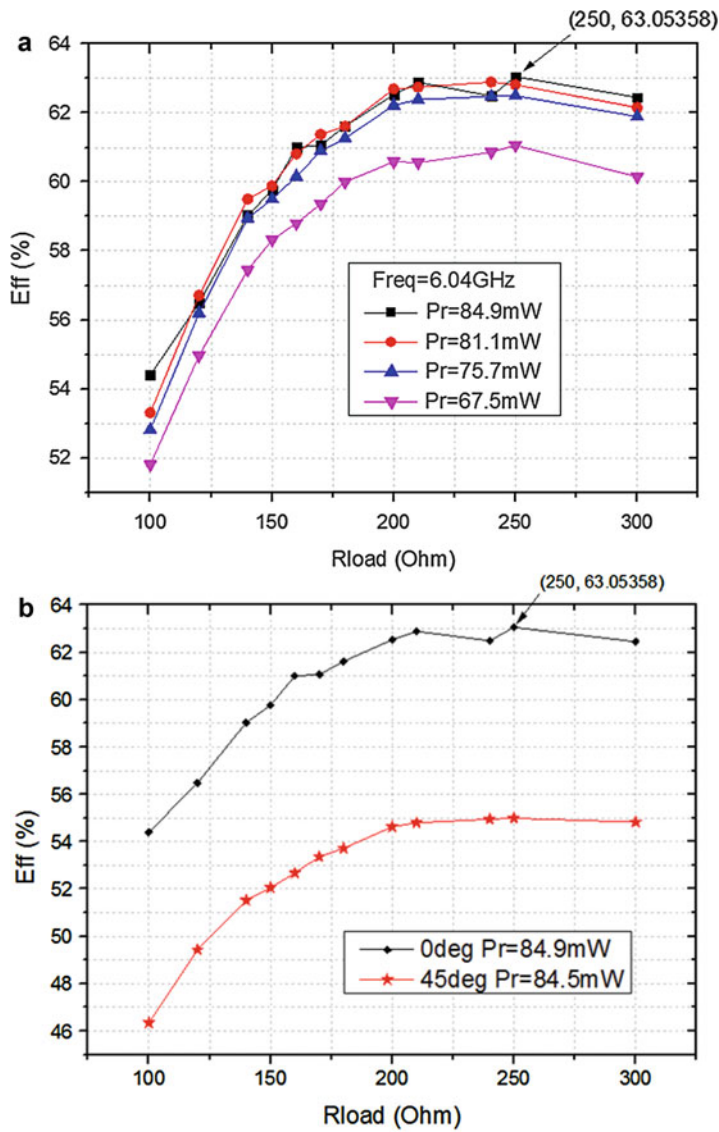 a
(250, 63.05358)
64
62
60
58
56
54
52
Eff (%)
Freq=6.04GHz
Pr=84.9mW
Pr=81.1mW
Pr=75.7mW
Pr=67.5mW
100 150 200 250 300
Rload (Ohm)
b
(250, 63.05358)
64
62
60
58
56
54
52
50
48
46
Eff (%)
0deg Pr=84.9mW
45deg Pr=84.5mW
100 150 200 250 300
Rload (Ohm)